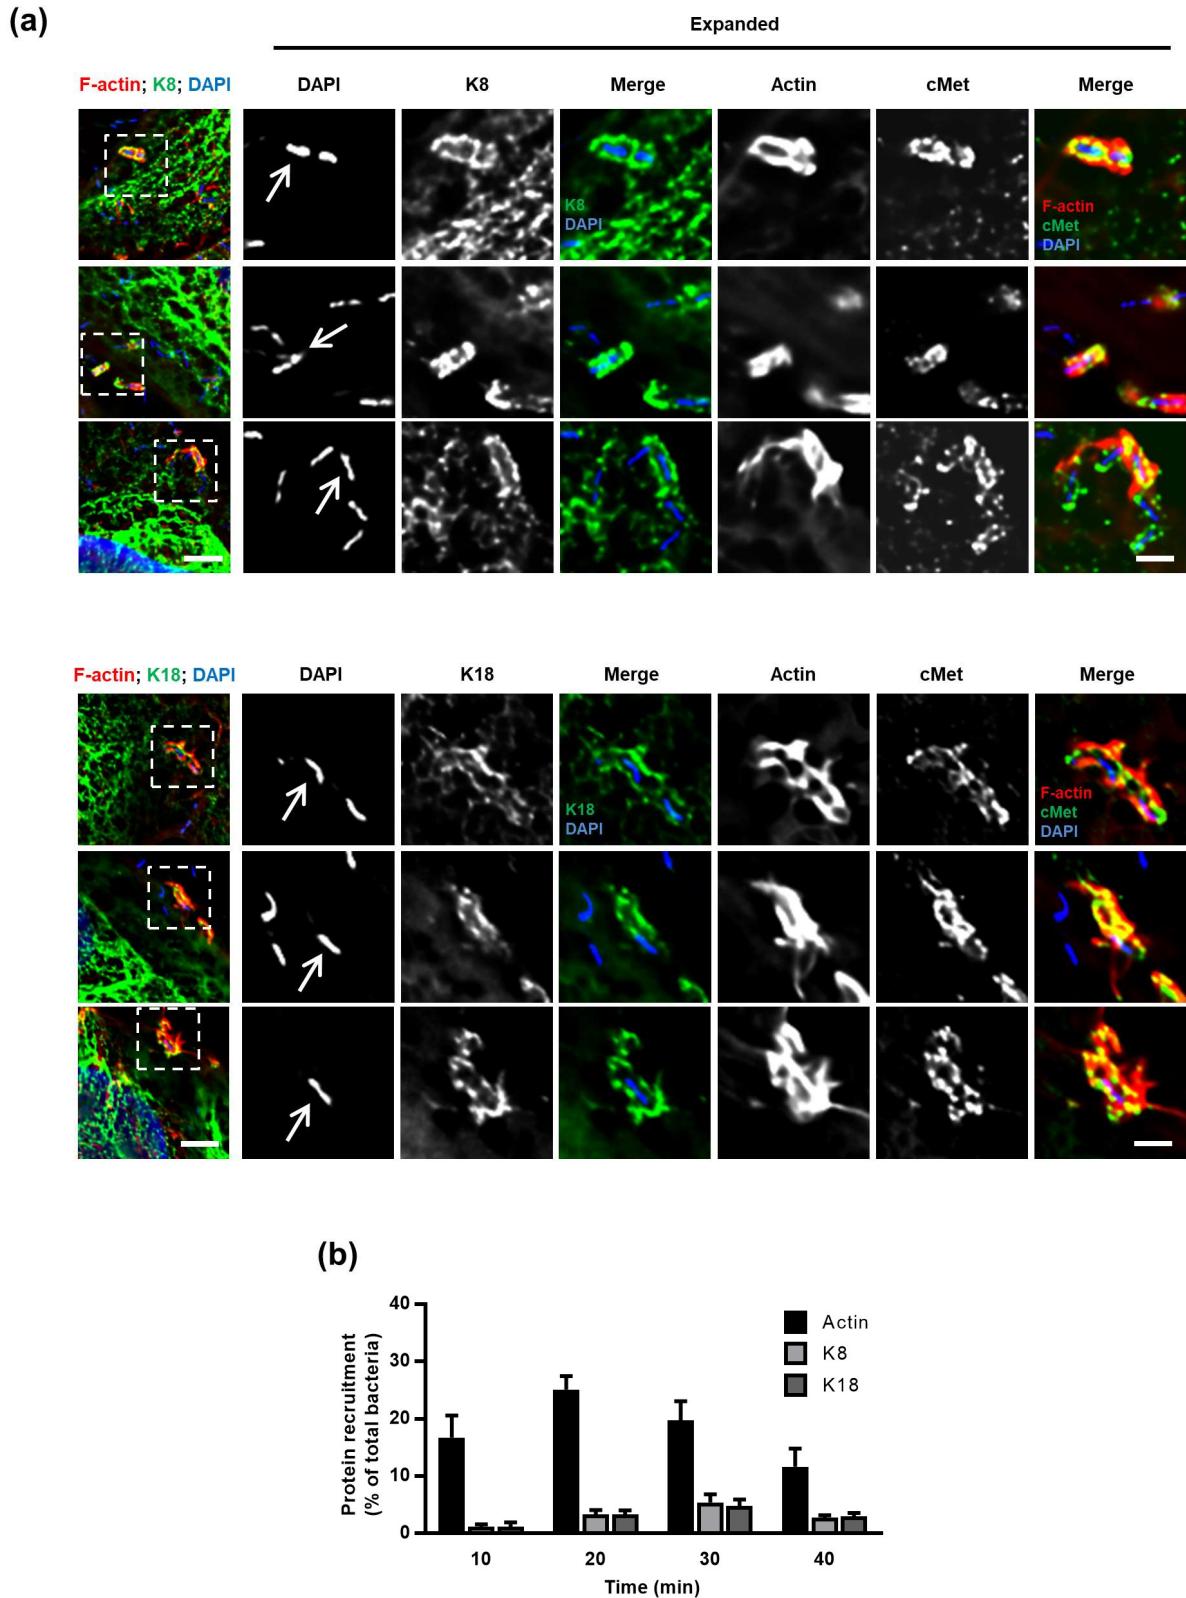 (a)
Expanded
F-actin; K8; DAPI DAPI K8 Merge Actin cMet Merge
K8
DAPI
F-actin
cMet
DAPI
F-actin; K18; DAPI DAPI K18 Merge Actin cMet Merge
K18
DAPI
F-actin
cMet
DAPI
(b)
Protein recruitment
(% of total bacteria)
40
30
20
10
0
Actin
K8
K18
10 20 30 40
Time (min)